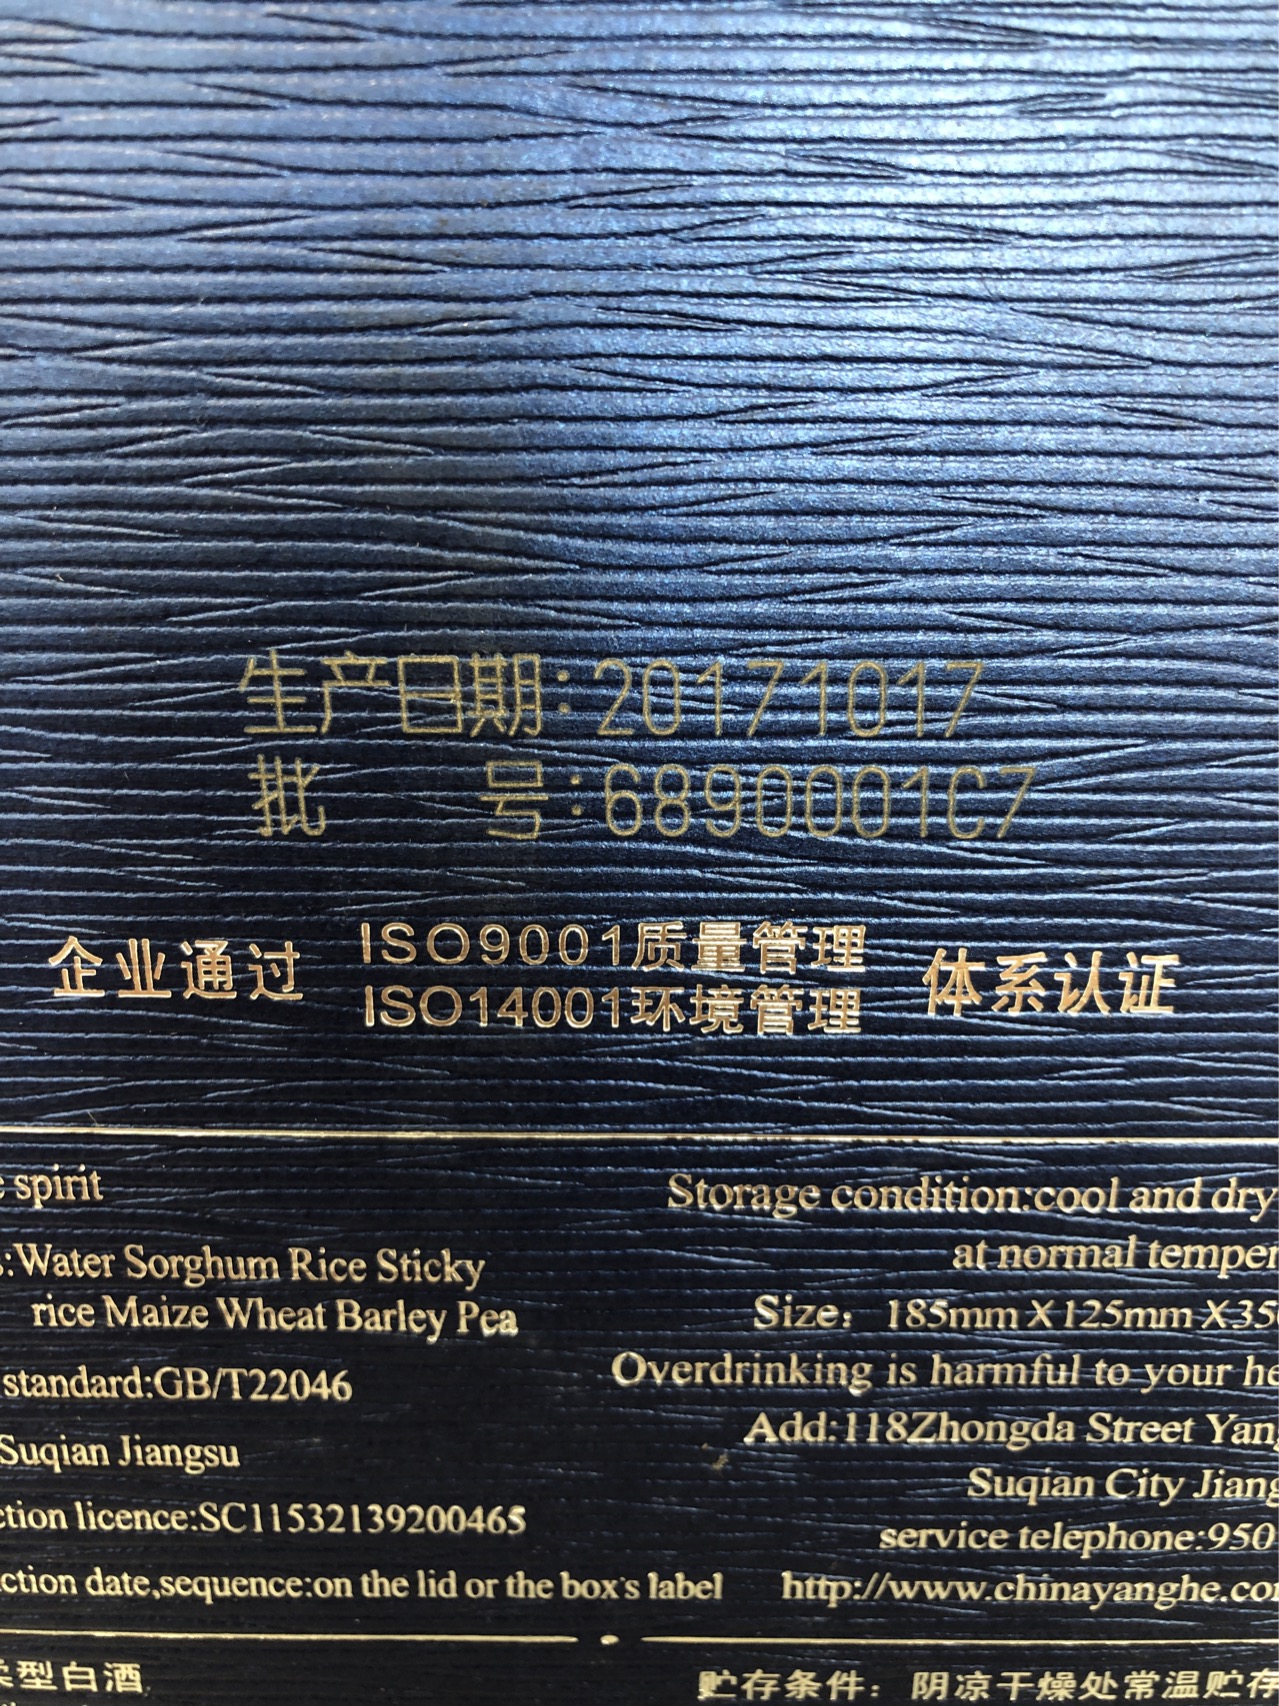 生产日期:20171017
批 号:6890001C7
企业通过 ISO9001质量管理 体系认证
ISO14001环境管理
spirit
Storage condition:cool and dry
:Water Sorghum Rice Sticky
at normal temper
rice Maize Wheat Barley Pea
Size：185mm X125mm X35
standard:GB/T22046
Overdrinking is harmful to your he
Add:118Zhongda Street Yang
Suqian Jiangsu
Suqian City Jiang
ction licence:SC11532139200465
service telephone:950
ction date,sequence:on the lid or the box's label
http://www.chinayanghe.co
柔型白酒
贮存条件：阴凉干燥处常温贮存